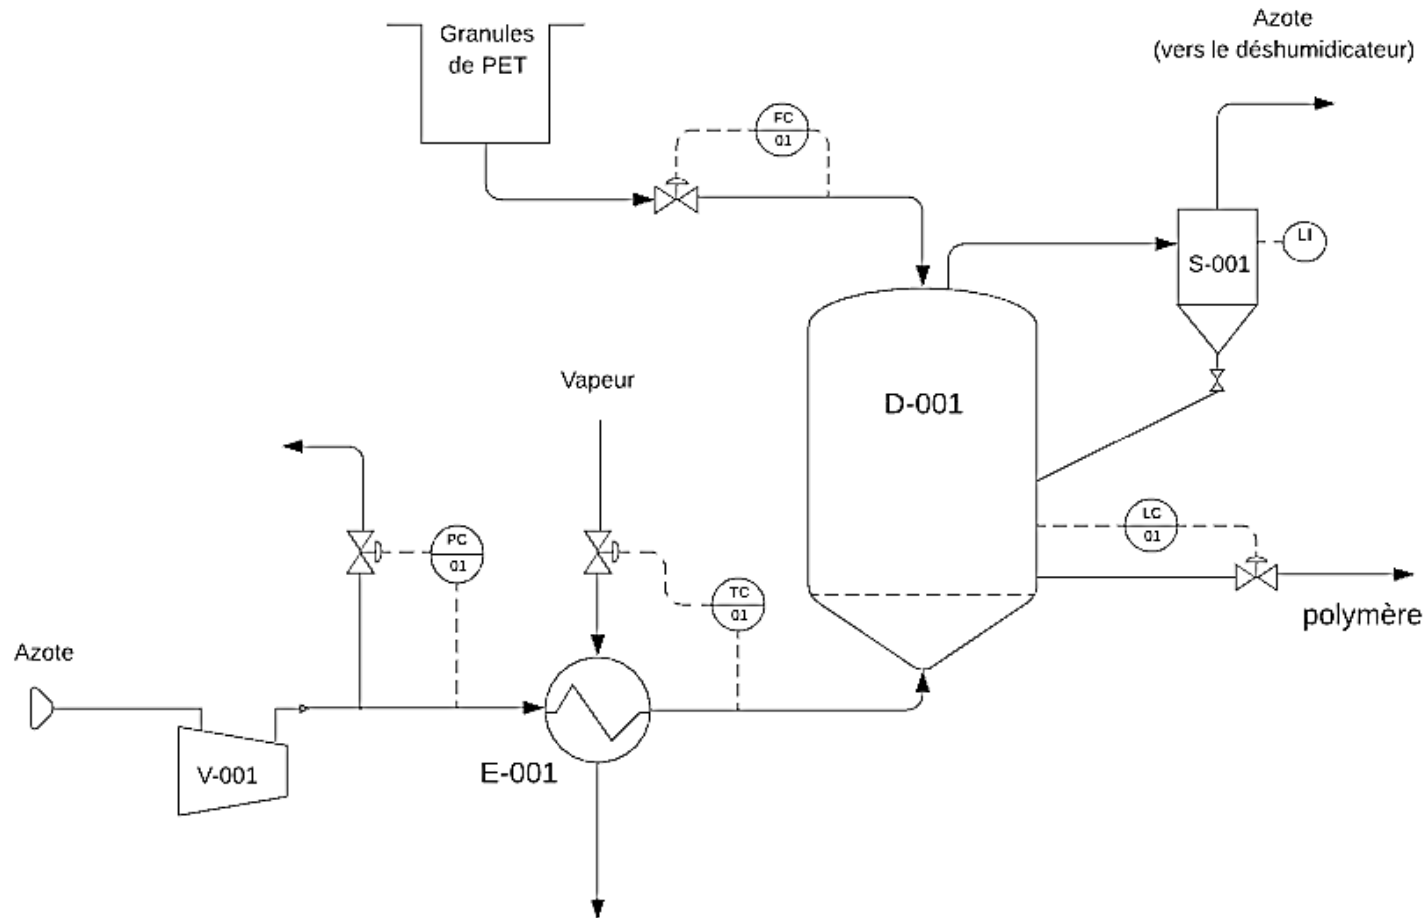 Granules
de PET
Azote
(vers le déshumidicateur)
FC
01
LI
S-001
Vapeur
D-001
LC
01
PC
01
TC
01
polymère
Azote
V-001
E-001